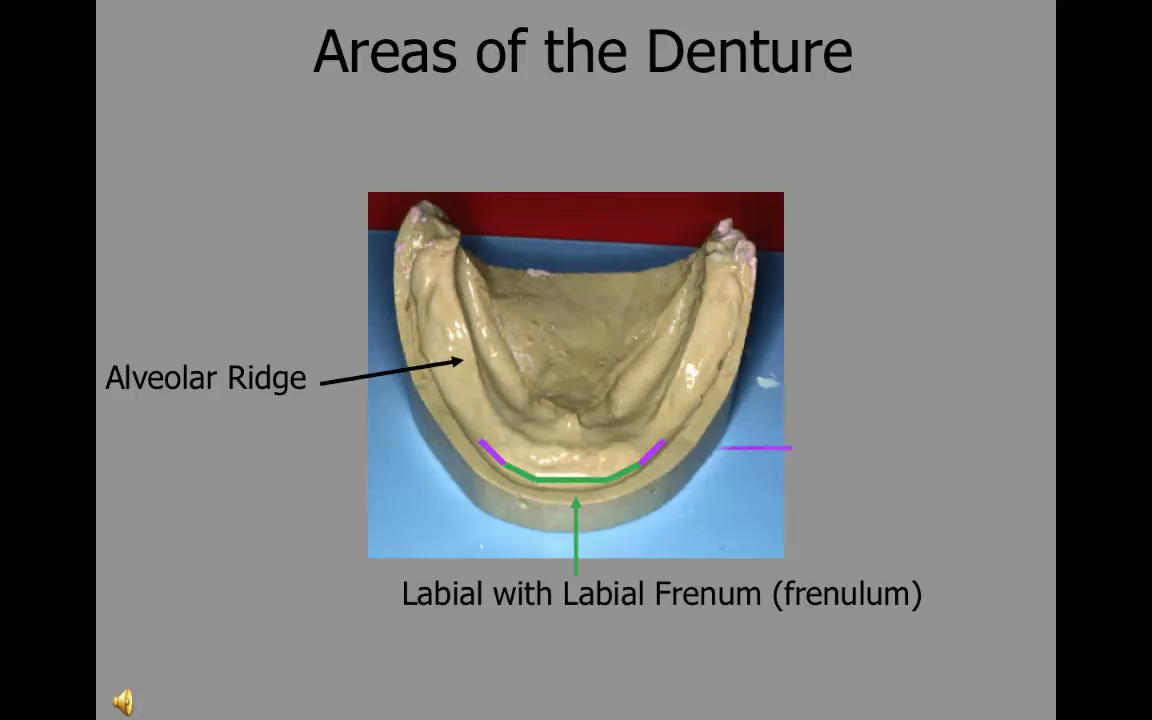 Areas of the Denture
Alveolar Ridge
Labial with Labial Frenum (frenulum)